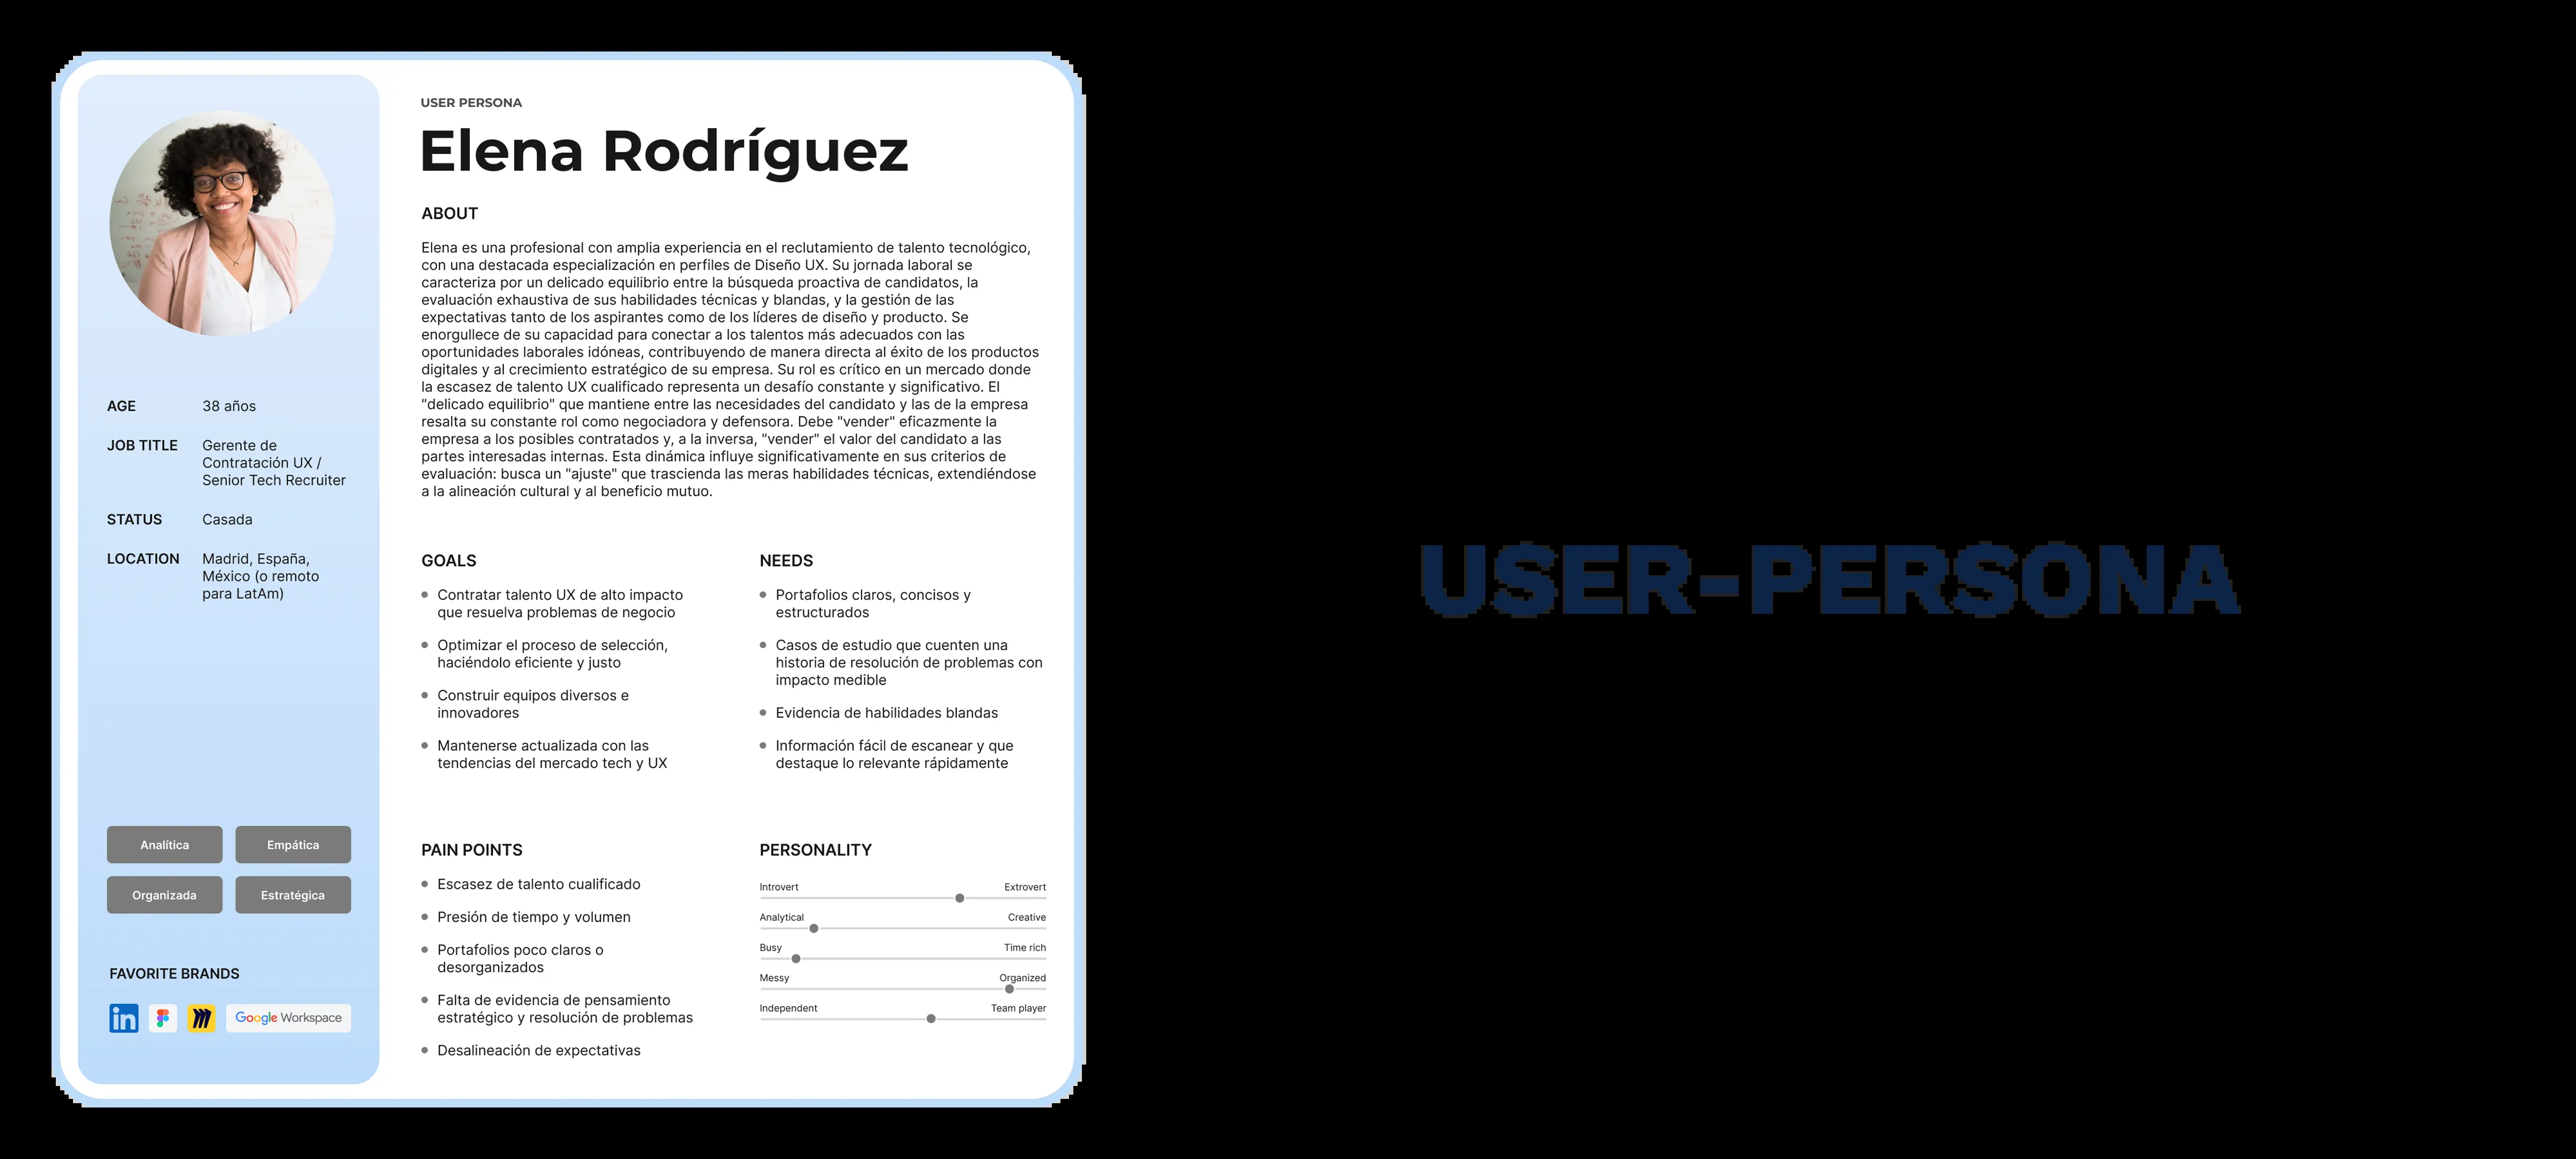 USER PERSONA
Elena Rodríguez
ABOUT
Elena es una profesional con amplia experiencia en el reclutamiento de talento tecnológico,
con una destacada especialización en perfiles de Diseño UX. Su jornada laboral se
caracteriza por un delicado equilibrio entre la búsqueda proactiva de candidatos, la
evaluación exhaustiva de sus habilidades técnicas y blandas, y la gestión de las
expectativas tanto de los aspirantes como de los líderes de diseño y producto. Se
enorgullece de su capacidad para conectar a los talentos más adecuados con las
oportunidades laborales idóneas, contribuyendo de manera directa al éxito de los productos
digitales y al crecimiento estratégico de su empresa. Su rol es crítico en un mercado donde
la escasez de talento UX cualificado representa un desafío constante y significativo. El
"delicado equilibrio" que mantiene entre las necesidades del candidato y las de la empresa
resalta su constante rol como negociadora y defensora. Debe "vender" eficazmente la
empresa a los posibles contratados y, a la inversa, "vender" el valor del candidato a las
partes interesadas internas. Esta dinámica influye significativamente en sus criterios de
evaluación: busca un "ajuste" que trascienda las meras habilidades técnicas, extendiéndose
a la alineación cultural y al beneficio mutuo.
AGE 38 años
JOB TITLE Gerente de
Contratación UX /
Senior Tech Recruiter
STATUS Casada
LOCATION Madrid, España,
México (o remoto
para LatAm)
Analítica Empática
Organizada Estratégica
FAVORITE BRANDS
in Google Workspace
GOALS
Contratar talento UX de alto impacto
que resuelva problemas de negocio
Optimizar el proceso de selección,
haciéndolo eficiente y justo
Construir equipos diversos e
innovadores
Mantenerse actualizada con las
tendencias del mercado tech y UX
NEEDS
Portafolios claros, concisos y
estructurados
Casos de estudio que cuenten una
historia de resolución de problemas con
impacto medible
Evidencia de habilidades blandas
Información fácil de escanear y que
destaque lo relevante rápidamente
PAIN POINTS
Escasez de talento cualificado
Presión de tiempo y volumen
Portafolios poco claros o
desorganizados
Falta de evidencia de pensamiento
estratégico y resolución de problemas
Desalineación de expectativas
PERSONALITY
Introvert Extrovert
Analytical Creative
Busy Time rich
Messy Organized
Independent Team player
USER-PERSONA